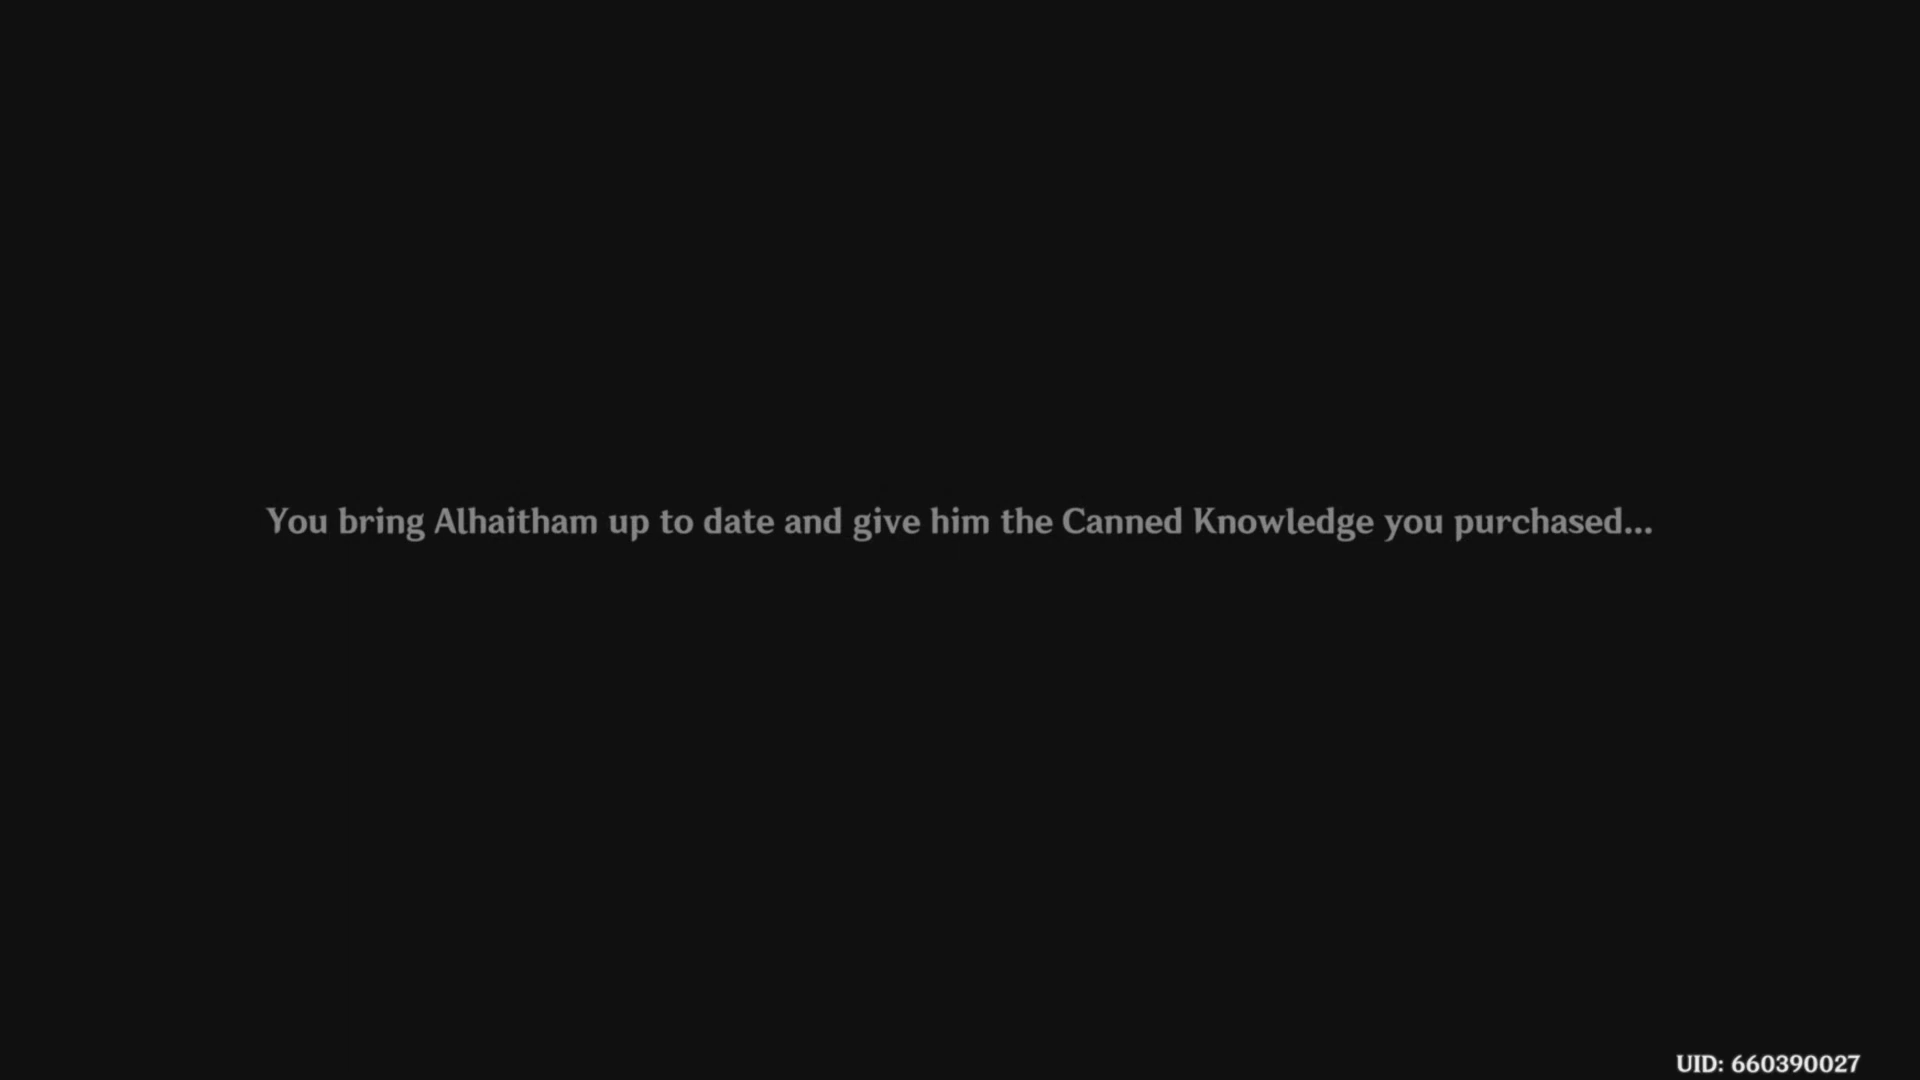 You bring Alhaitham up to date and give him the Canned Knowledge you purchased...
UID: 660390027